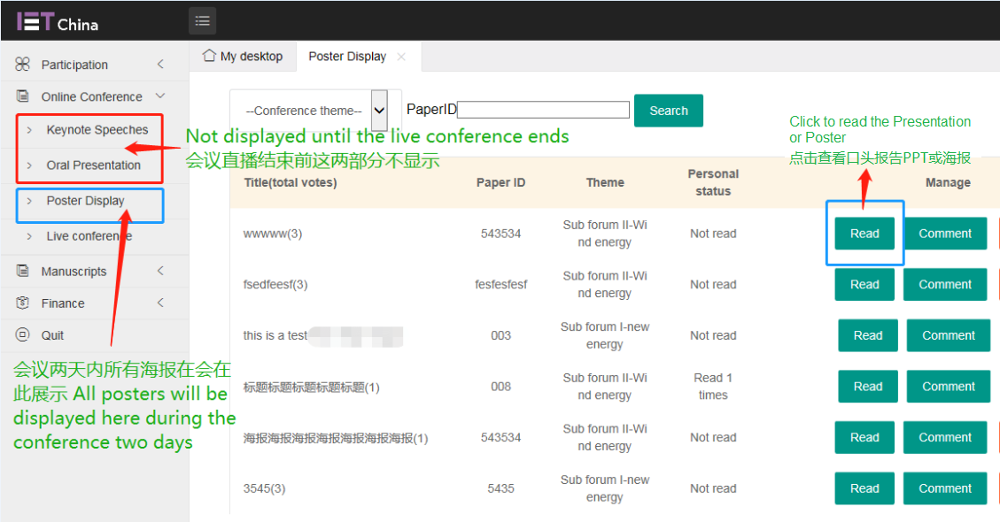 IET China
Participation
My desktop
Poster Display
Online Conference
--Conference theme--
PaperID
Search
Click to read the Presentation
or Poster
点击查看口头报告PPT或海报
Keynote Speeches
Oral Presentation
Not displayed until the live conference ends
会议直播结束前这两部分不显示
Poster Display
Live conference
Manuscripts
Finance
Quit
会议两天内所有海报在会在
此展示 All posters will be
displayed here during the
conference two days
Title(total votes)
Paper ID
Theme
Personal
status
Manage
wwwww(3)
543534
Sub forum II-Wi
nd energy
Not read
Read
Comment
fsedfeesf(3)
fesfesfesf
Sub forum II-Wi
nd energy
Not read
Read
Comment
this is a test
003
Sub forum I-new
energy
Not read
Read
Comment
标题标题标题标题标题(1)
008
Sub forum II-Wi
nd energy
Read 1
times
Read
Comment
海报海报海报海报海报海报海报(1)
543534
Sub forum II-Wi
nd energy
Not read
Read
Comment
3545(3)
5435
Sub forum I-new
energy
Not read
Read
Comment